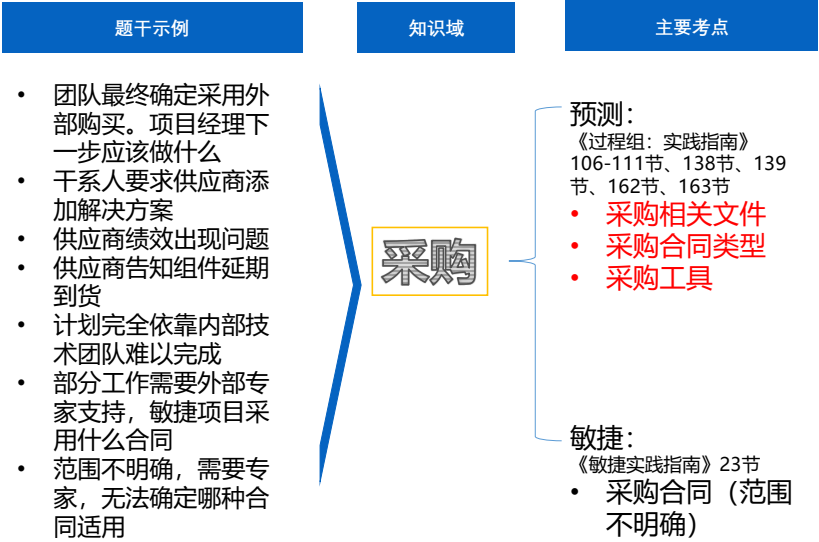 题干示例
知识域
主要考点
• 团队最终确定采用外
部购买。项目经理下
一步应该做什么
• 干系人要求供应商添
加解决方案
• 供应商绩效出现问题
• 供应商告知组件延期
到货
• 计划完全依靠内部技
术团队难以完成
• 部分工作需要外部专
家支持，敏捷项目采
用什么合同
• 范围不明确，需要专
家，无法确定哪种合
同适用
采购
预测：
《过程组：实践指南》
106-111节、138节、139
节、162节、163节
• 采购相关文件
• 采购合同类型
• 采购工具
敏捷：
《敏捷实践指南》23节
• 采购合同（范围
不明确）